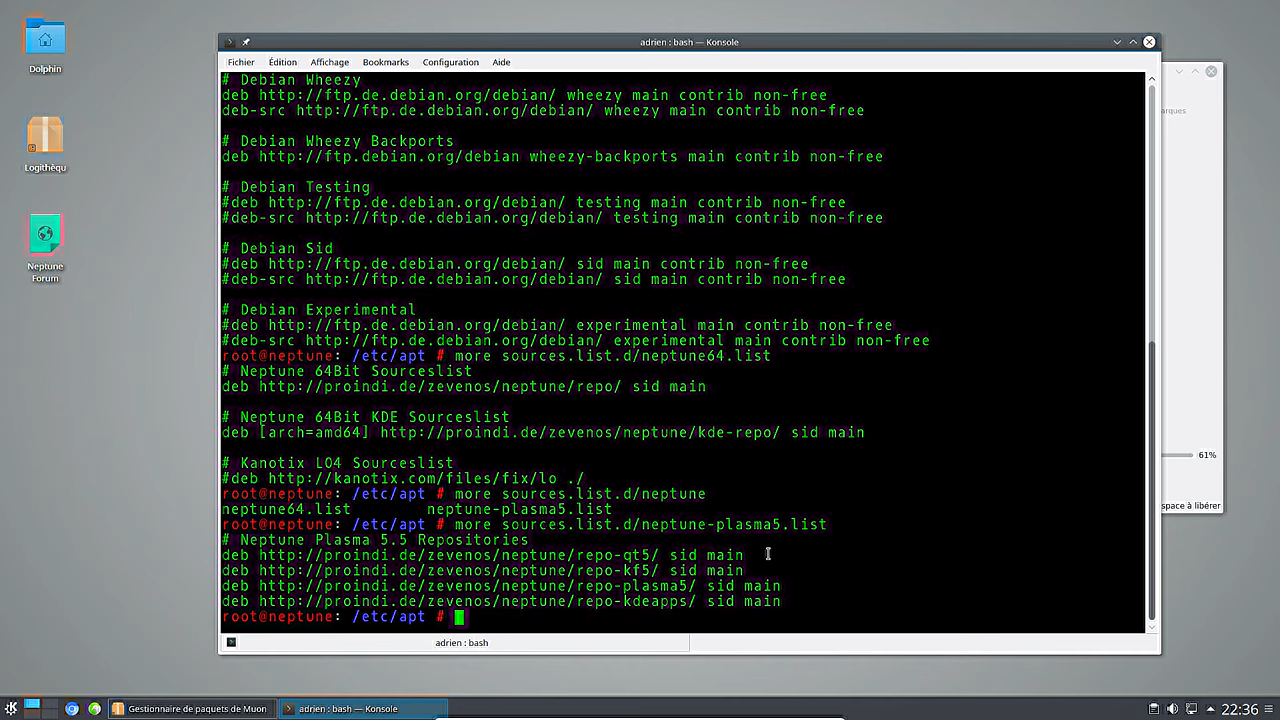 Dolphin
Logithèqu
Neptune
Forum
adrien : bash — Konsole
Fichier Édition Affichage Bookmarks Configuration Aide
# Debian Wheezy
deb http://ftp.de.debian.org/debian/ wheezy main contrib non-free
deb-src http://ftp.de.debian.org/debian/ wheezy main contrib non-free
# Debian Wheezy Backports
deb http://ftp.debian.org/debian wheezy-backports main contrib non-free
# Debian Testing
#deb http://ftp.de.debian.org/debian/ testing main contrib non-free
#deb-src http://ftp.de.debian.org/debian/ testing main contrib non-free
# Debian Sid
#deb http://ftp.de.debian.org/debian/ sid main contrib non-free
#deb-src http://ftp.de.debian.org/debian/ sid main contrib non-free
# Debian Experimental
#deb http://ftp.de.debian.org/debian/ experimental main contrib non-free
#deb-src http://ftp.de.debian.org/debian/ experimental main contrib non-free
root@neptune: /etc/apt # more sources.list.d/neptune64.list
# Neptune 64Bit Sourceslist
deb http://proindi.de/zevenos/neptune/repo/ sid main
# Neptune 64Bit KDE Sourceslist
deb [arch=amd64] http://proindi.de/zevenos/neptune/kde-repo/ sid main
# Kanotix LO4 Sourceslist
#deb http://kanotix.com/files/fix/lo ./
root@neptune: /etc/apt # more sources.list.d/neptune
neptune64.list neptune-plasma5.list
root@neptune: /etc/apt # more sources.list.d/neptune-plasma5.list
# Neptune Plasma 5.5 Repositories
deb http://proindi.de/zevenos/neptune/repo-qt5/ sid main
deb http://proindi.de/zevenos/neptune/repo-kf5/ sid main
deb http://proindi.de/zevenos/neptune/repo-plasma5/ sid main
deb http://proindi.de/zevenos/neptune/repo-kdeapps/ sid main
root@neptune: /etc/apt #
adrien : bash
arques
61%
space à libérer
Gestionnaire de paquets de Muon
adrien : bash — Konsole
22:36